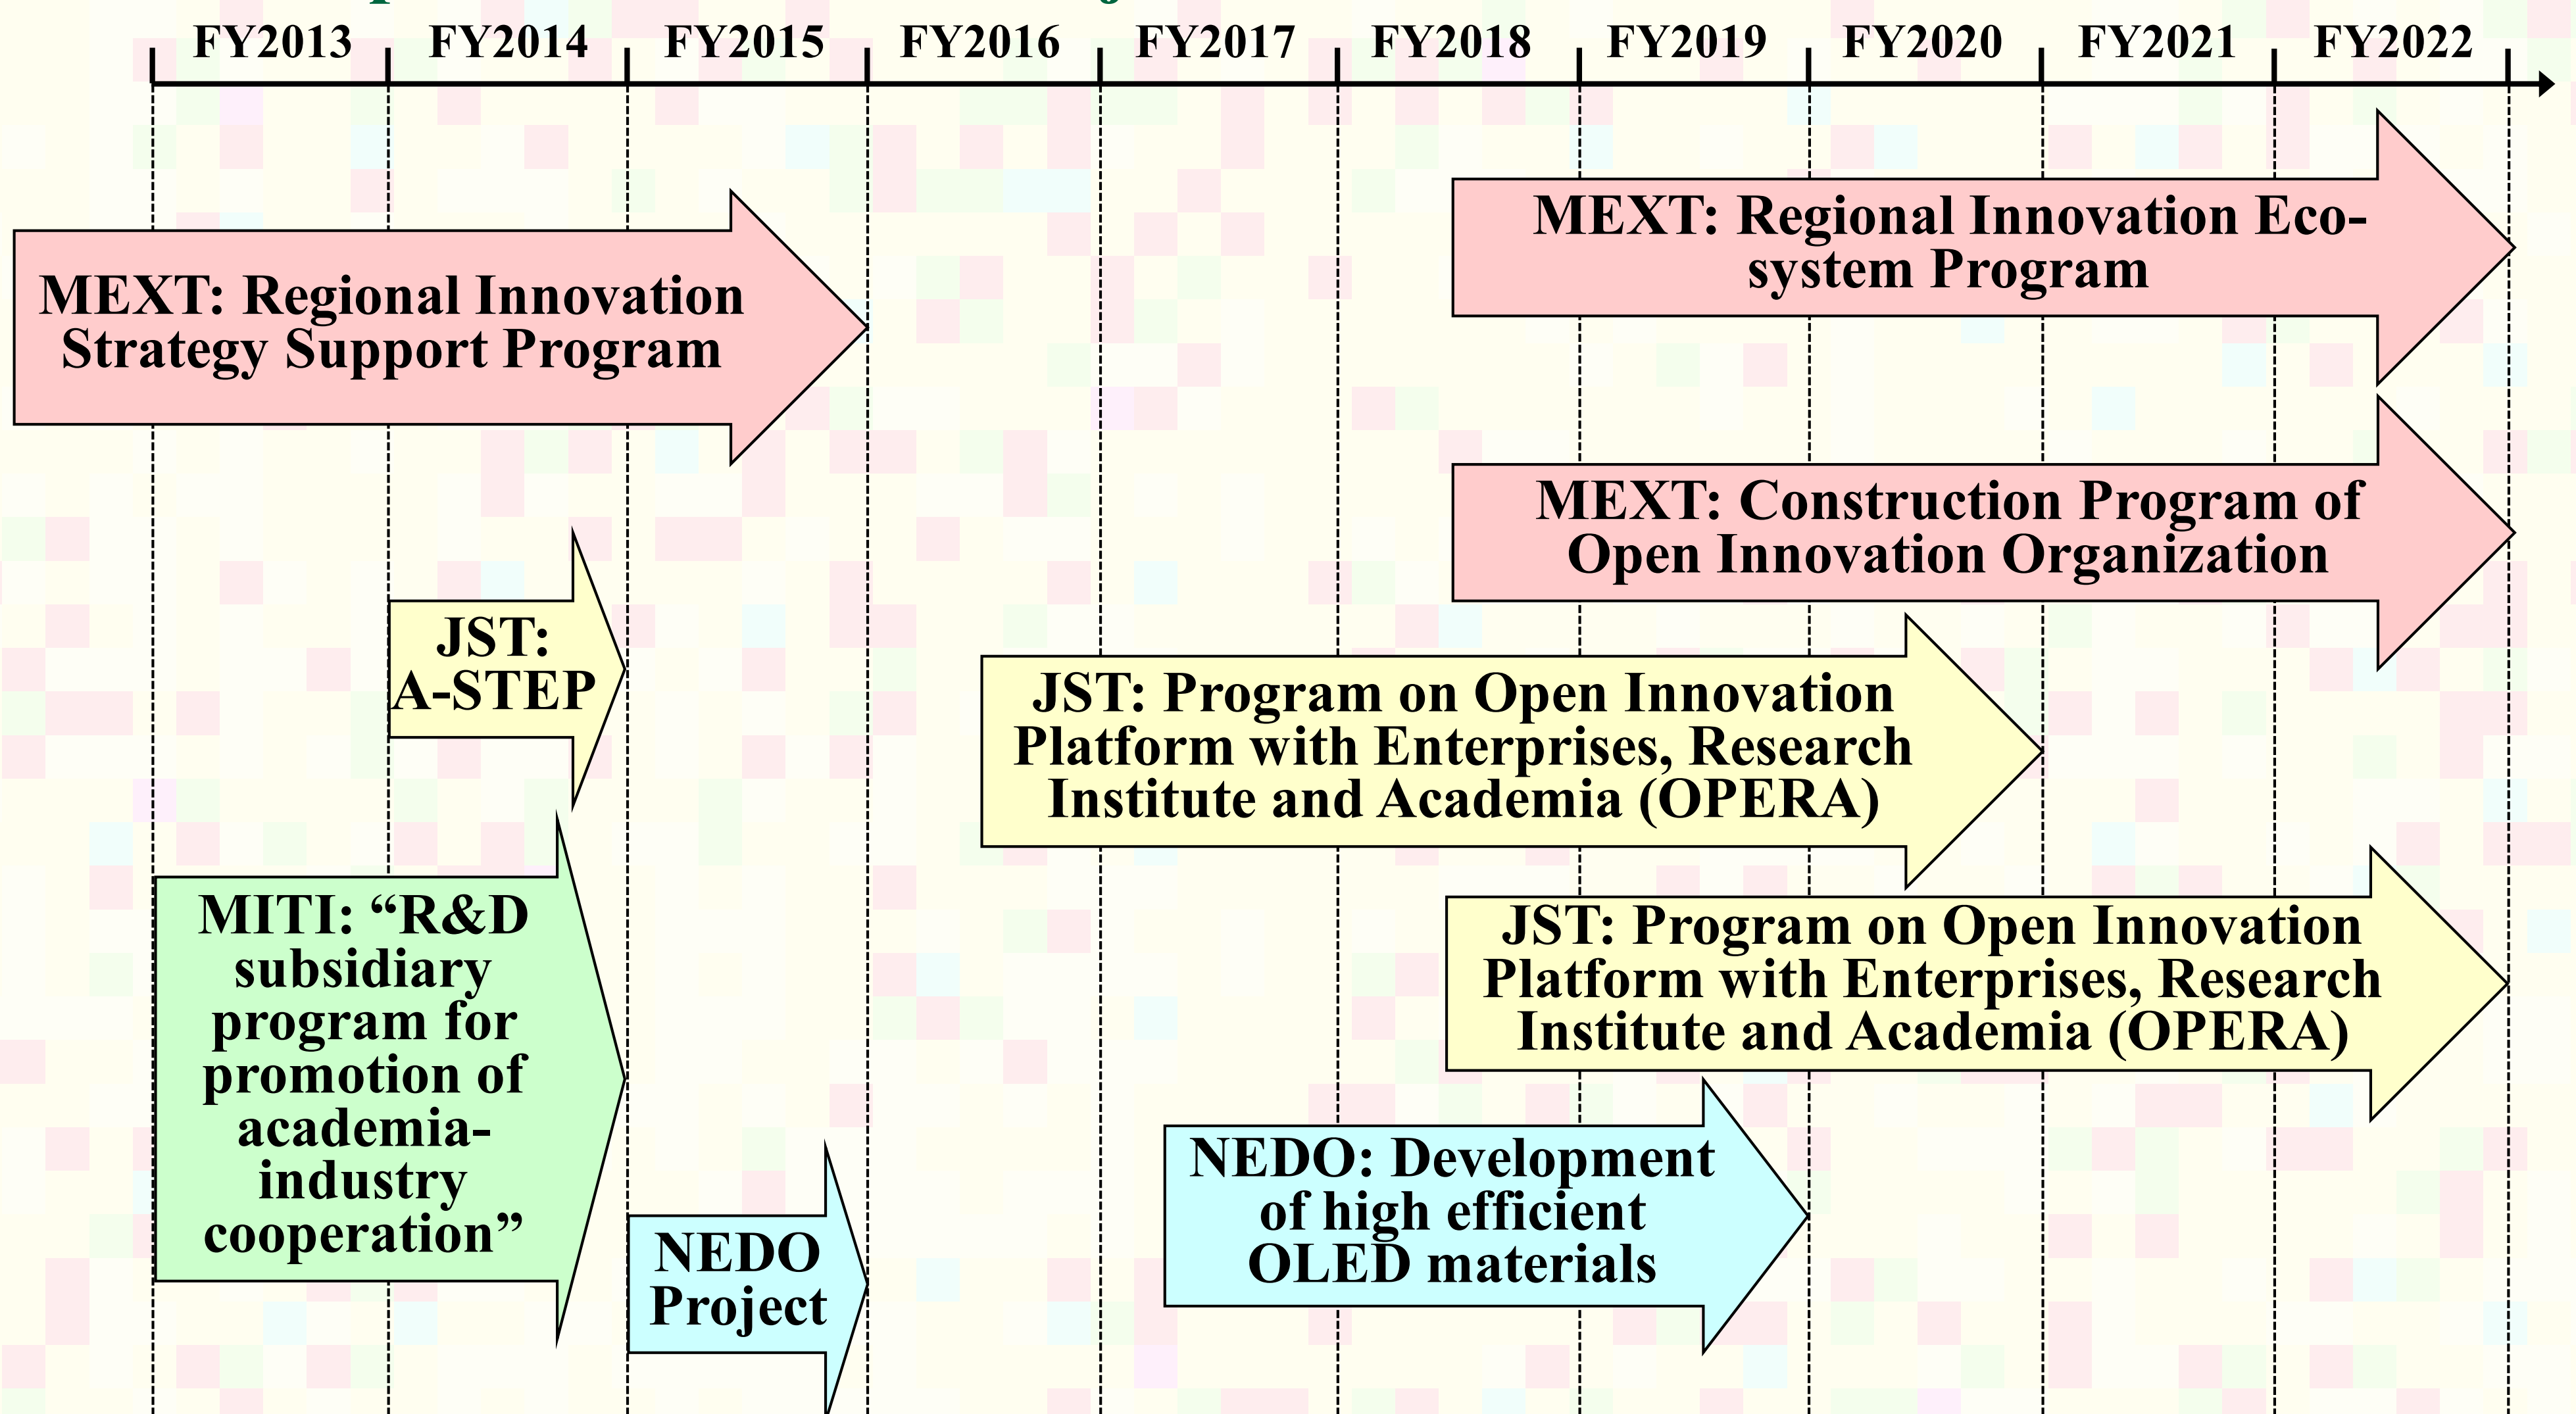 FY2013 FY2014 FY2015 FY2016 FY2017 FY2018 FY2019 FY2020 FY2021 FY2022
MEXT: Regional Innovation Eco-
system Program
MEXT: Regional Innovation
Strategy Support Program
MEXT: Construction Program of
Open Innovation Organization
JST:
A-STEP
JST: Program on Open Innovation
Platform with Enterprises, Research
Institute and Academia (OPERA)
MITI: “R&D
subsidiary
program for
promotion of
academia-
industry
cooperation”
JST: Program on Open Innovation
Platform with Enterprises, Research
Institute and Academia (OPERA)
NEDO: Development
of high efficient
OLED materials
NEDO
Project